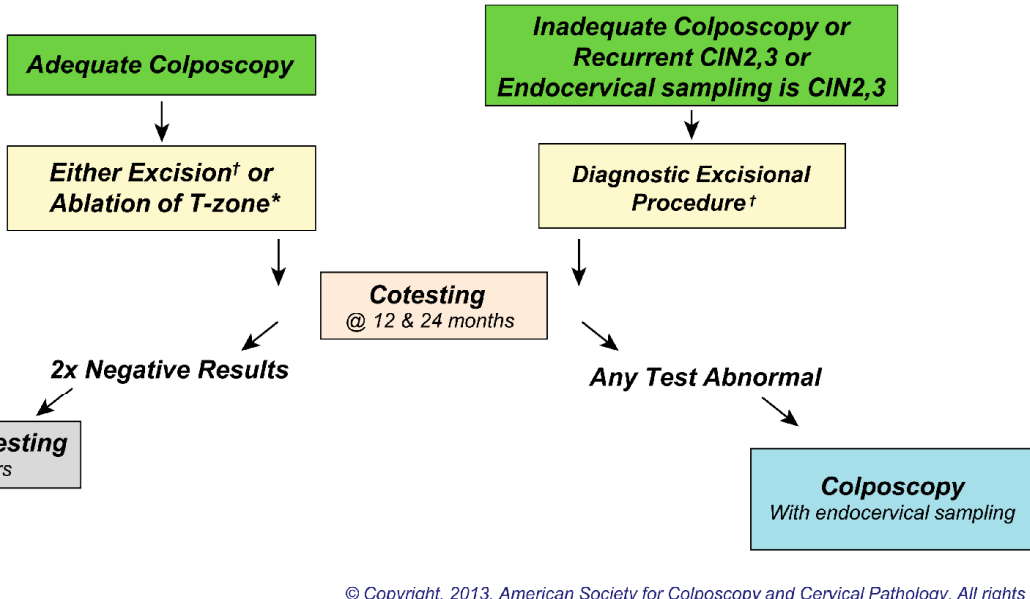 Adequate Colposcopy
Inadequate Colposcopy or
Recurrent CIN2,3 or
Endocervical sampling is CIN2,3
Either Excision† or
Ablation of T-zone*
Diagnostic Excisional
Procedure†
Cotesting
@ 12 & 24 months
2x Negative Results
Any Test Abnormal
esting
rs
Colposcopy
With endocervical sampling
© Copyright, 2013, American Society for Colposcopy and Cervical Pathology. All rights